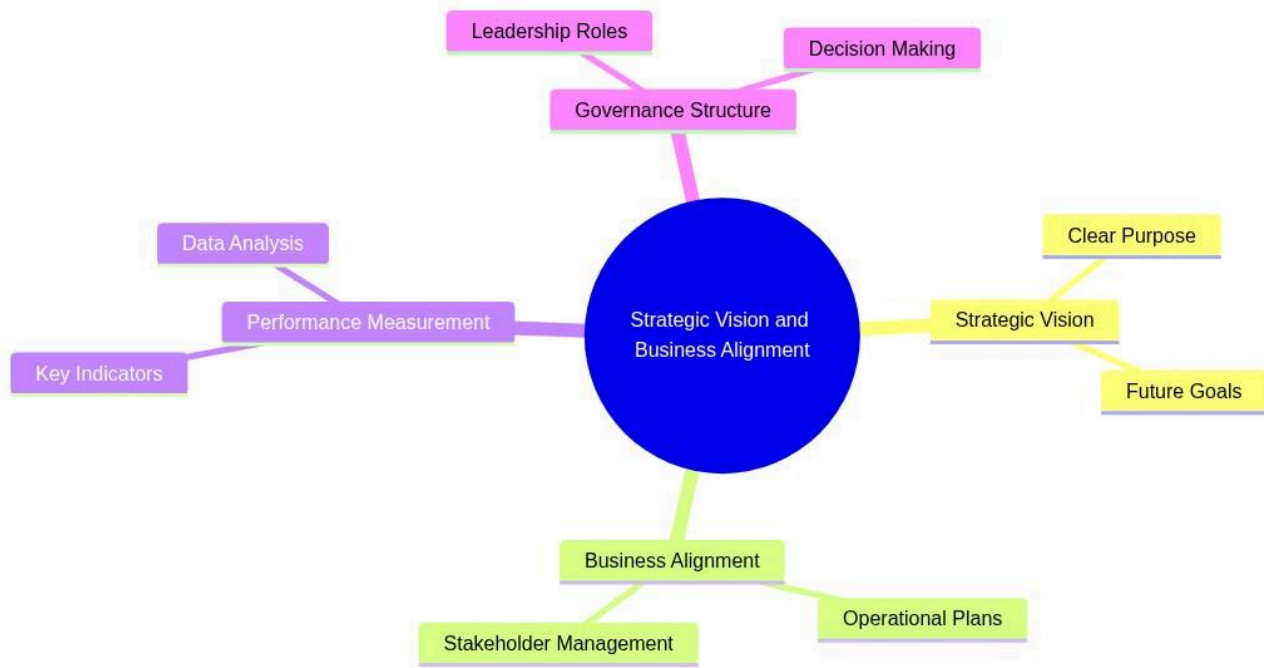 Leadership Roles
Decision Making
Governance Structure
Data Analysis
Performance Measurement
Key Indicators
Strategic Vision and
Business Alignment
Clear Purpose
Strategic Vision
Future Goals
Business Alignment
Stakeholder Management
Operational Plans